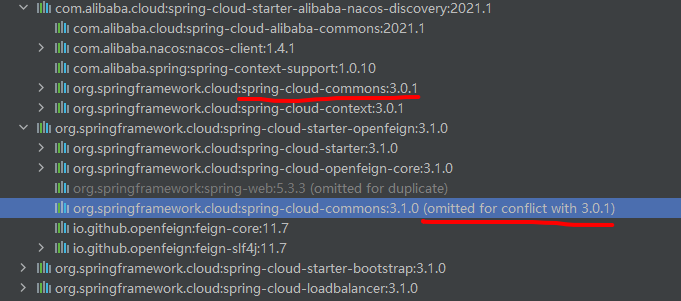 com.alibaba.cloud:spring-cloud-starter-alibaba-nacos-discovery:2021.1
com.alibaba.cloud:spring-cloud-alibaba-commons:2021.1
com.alibaba.nacos:nacos-client:1.4.1
com.alibaba.spring:spring-context-support:1.0.10
org.springframework.cloud:spring-cloud-commons:3.0.1
org.springframework.cloud:spring-cloud-context:3.0.1
org.springframework.cloud:spring-cloud-starter-openfeign:3.1.0
org.springframework.cloud:spring-cloud-starter:3.1.0
org.springframework.cloud:spring-cloud-openfeign-core:3.1.0
org.springframework:spring-web:5.3.3 (omitted for duplicate)
org.springframework.cloud:spring-cloud-commons:3.1.0 (omitted for conflict with 3.0.1)
io.github.openfeign:feign-core:11.7
io.github.openfeign:feign-slf4j:11.7
org.springframework.cloud:spring-cloud-starter-bootstrap:3.1.0
org.springframework.cloud:spring-cloud-loadbalancer:3.1.0